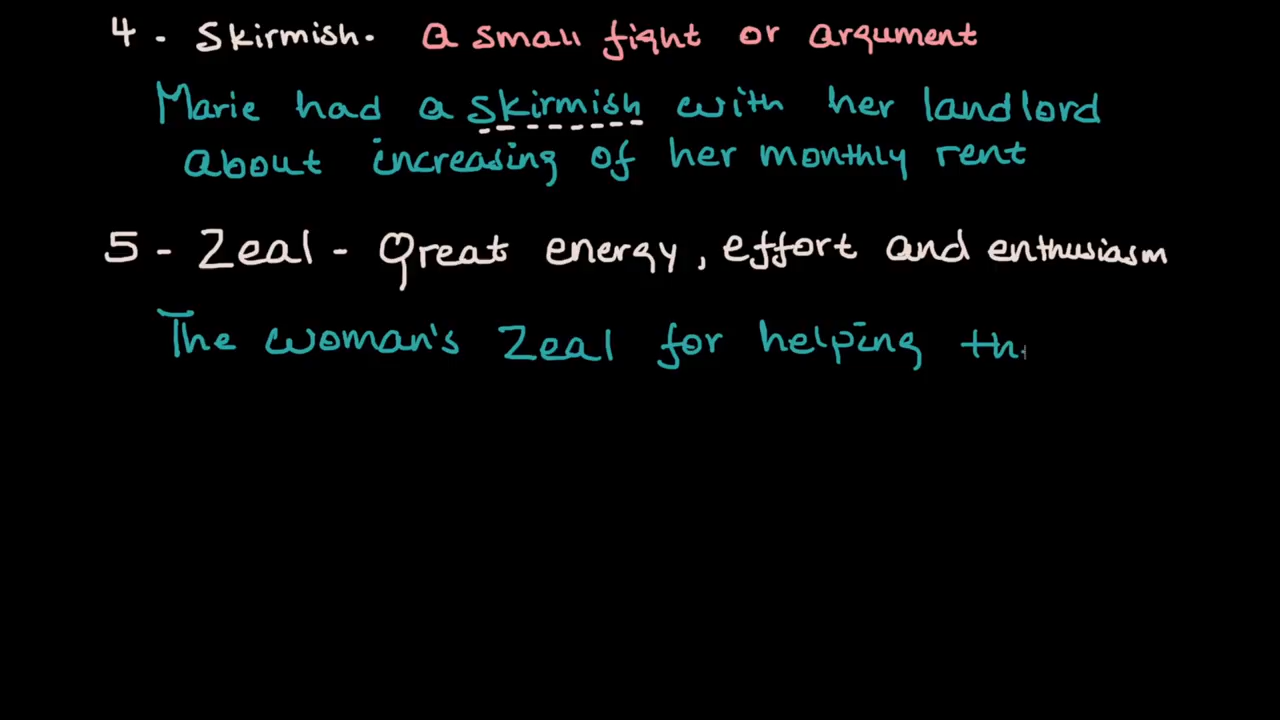 4 - Skirmish. a small fight or argument
Marie had a skirmish with her landlord
about increasing of her monthly rent
5 - Zeal - Great energy, effort and enthusiasm
The woman's Zeal for helping th